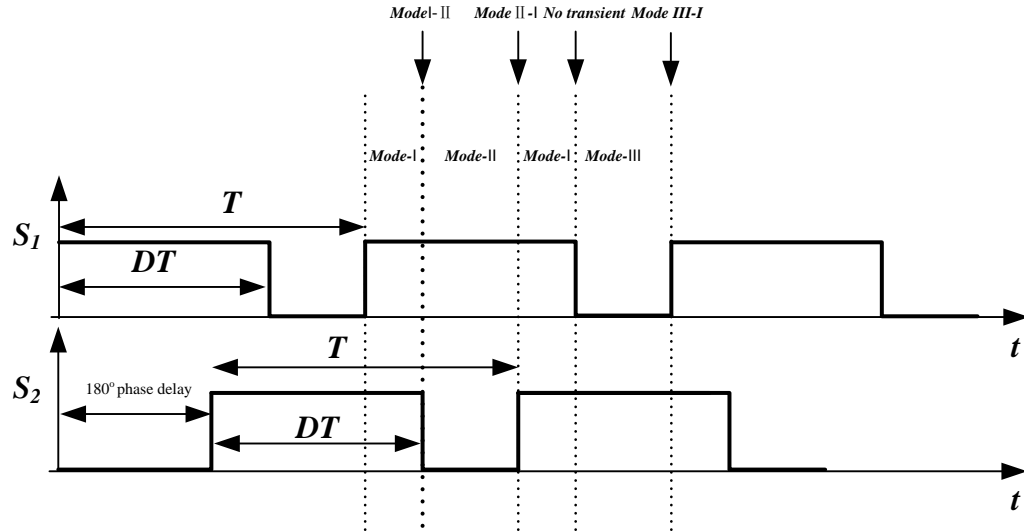 ModeI-II Mode II-I No transient Mode III-I
Mode-I Mode-II Mode-I Mode-III
T
S1
DT
t
T
S2
180° phase delay
DT
t